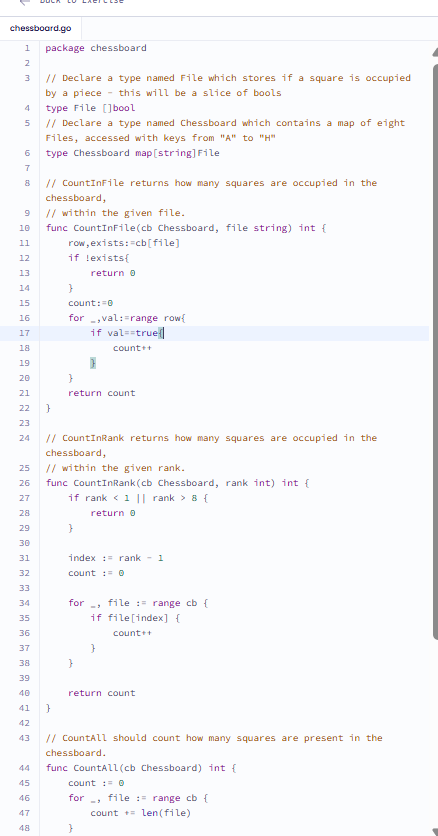 Back to Exercise
chessboard.go
1 package chessboard
2
3 // Declare a type named File which stores if a square is occupied
by a piece - this will be a slice of bools
4 type File []bool
5 // Declare a type named Chessboard which contains a map of eight
Files, accessed with keys from "A" to "H"
6 type Chessboard map[string]File
7
8 // CountInFile returns how many squares are occupied in the
chessboard,
9 // within the given file.
10 func CountInFile(cb Chessboard, file string) int {
11     row,exists:=cb[file]
12     if !exists{
13         return 0
14     }
15     count:=0
16     for _,val:=range row{
17         if val==true{
18             count++
19         }
20     }
21     return count
22 }
23
24 // CountInRank returns how many squares are occupied in the
chessboard,
25 // within the given rank.
26 func CountInRank(cb Chessboard, rank int) int {
27     if rank < 1 || rank > 8 {
28         return 0
29     }
30
31     index := rank - 1
32     count := 0
33
34     for _, file := range cb {
35         if file[index] {
36             count++
37         }
38     }
39
40     return count
41 }
42
43 // CountAll should count how many squares are present in the
chessboard.
44 func CountAll(cb Chessboard) int {
45     count := 0
46     for _, file := range cb {
47         count += len(file)
48     }